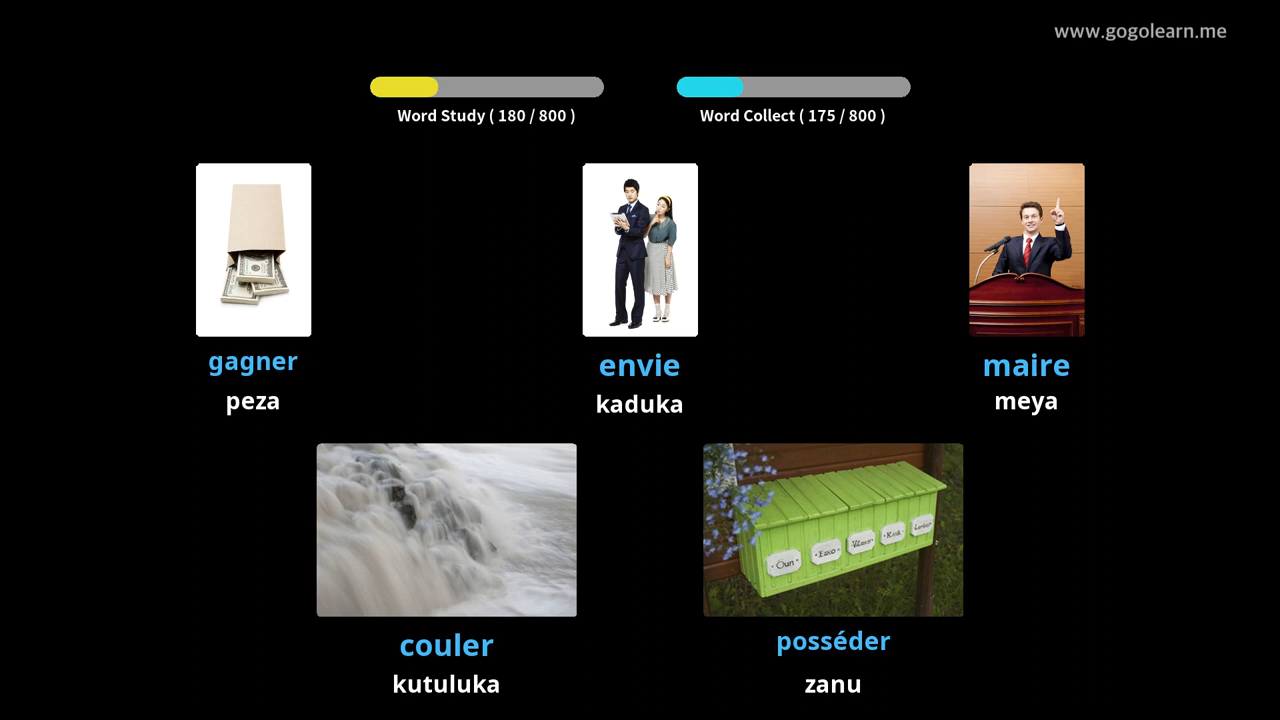 www.gogolearn.me
Word Study ( 180 / 800 )
Word Collect ( 175 / 800 )
gagner
peza
envie
kaduka
maire
meya
couler
kutuluka
posséder
zanu